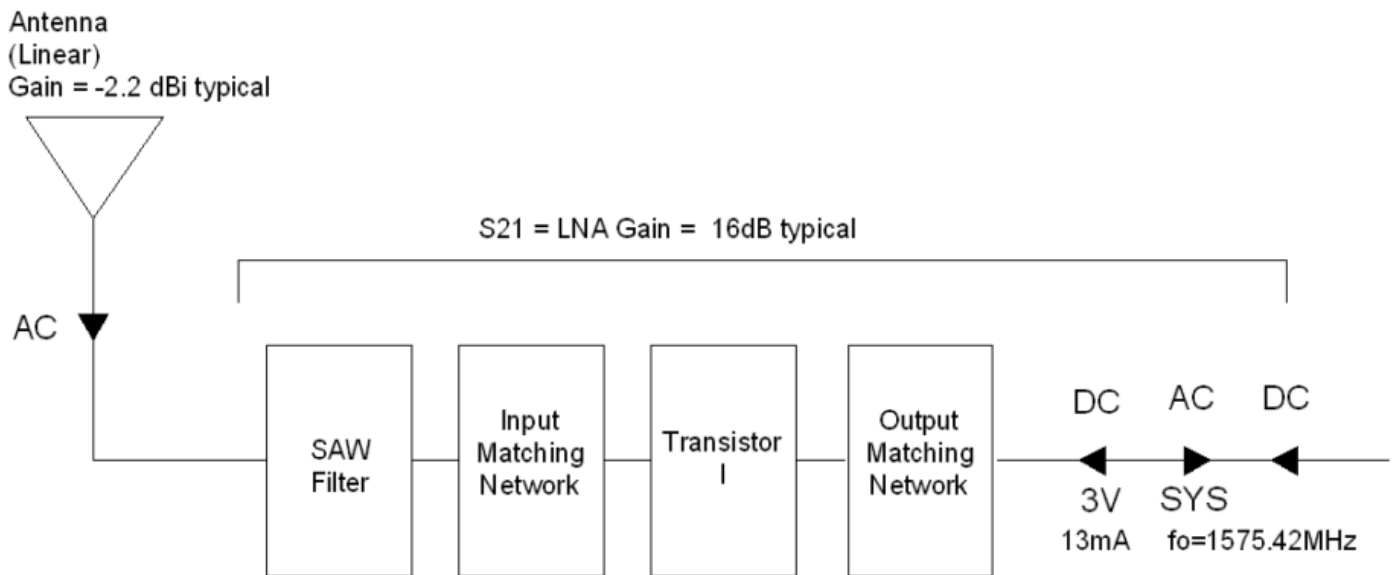 Antenna
(Linear)
Gain = -2.2 dBi typical
S21 = LNA Gain = 16dB typical
AC
SAW
Filter
Input
Matching
Network
Transistor
I
Output
Matching
Network
DC AC DC
3V SYS
13mA fo=1575.42MHz